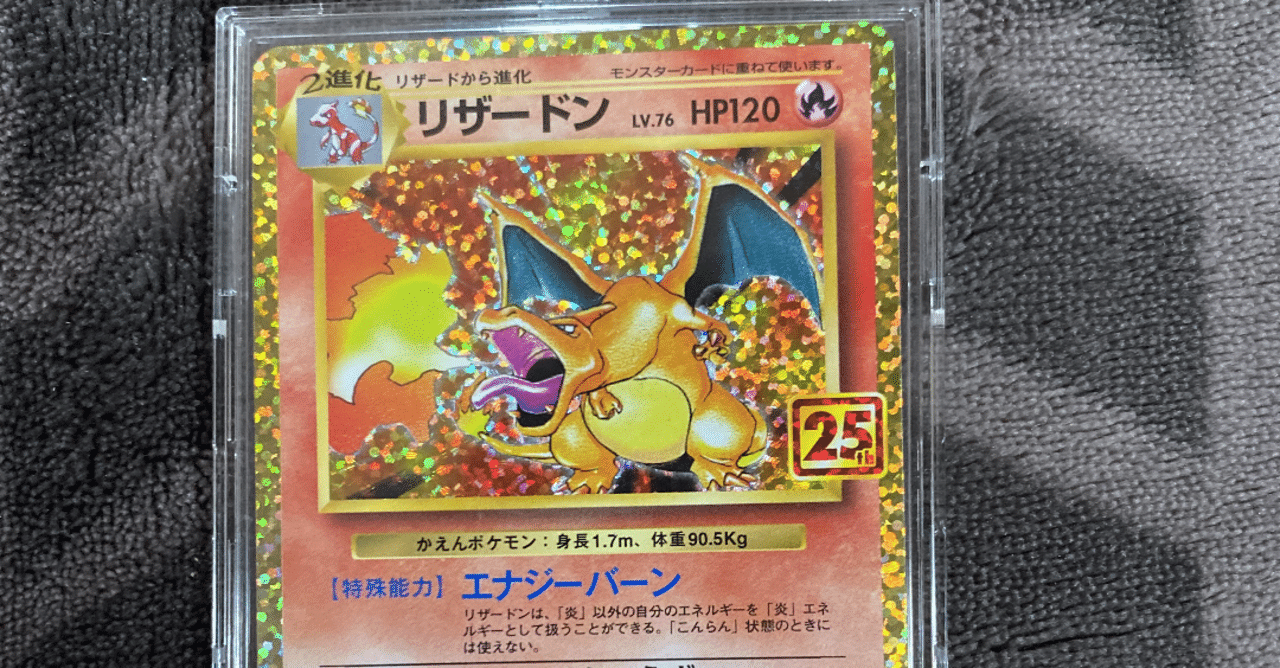 2進化 リザードから進化 モンスターカードに重ねて使います。
リザードン LV.76 HP120
25th
かえんポケモン：身長1.7m、体重90.5Kg
【特殊能力】 エナジーバーン
リザードンは、「炎」以外の自分のエネルギーを「炎」エネ
ルギーとして扱うことができる。「こんらん」状態のときに
は使えない。